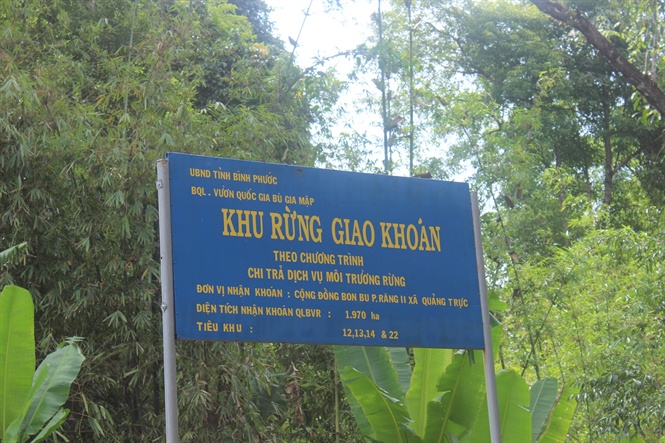 UBND TỈNH BÌNH PHƯỚC
BQL . VƯỜN QUỐC GIA BÙ GIA MẬP
KHU RỪNG GIAO KHOÁN
THEO CHƯƠNG TRÌNH
CHI TRẢ DỊCH VỤ MÔI TRƯỜNG RỪNG
ĐƠN VỊ NHẬN KHOÁN : CỘNG ĐỒNG BON BU P.RĂNG II XÃ QUẢNG TRỰC
DIỆN TÍCH NHẬN KHOÁN QLBVR : 1.970 ha
TIỂU KHU : 12,13,14 & 22